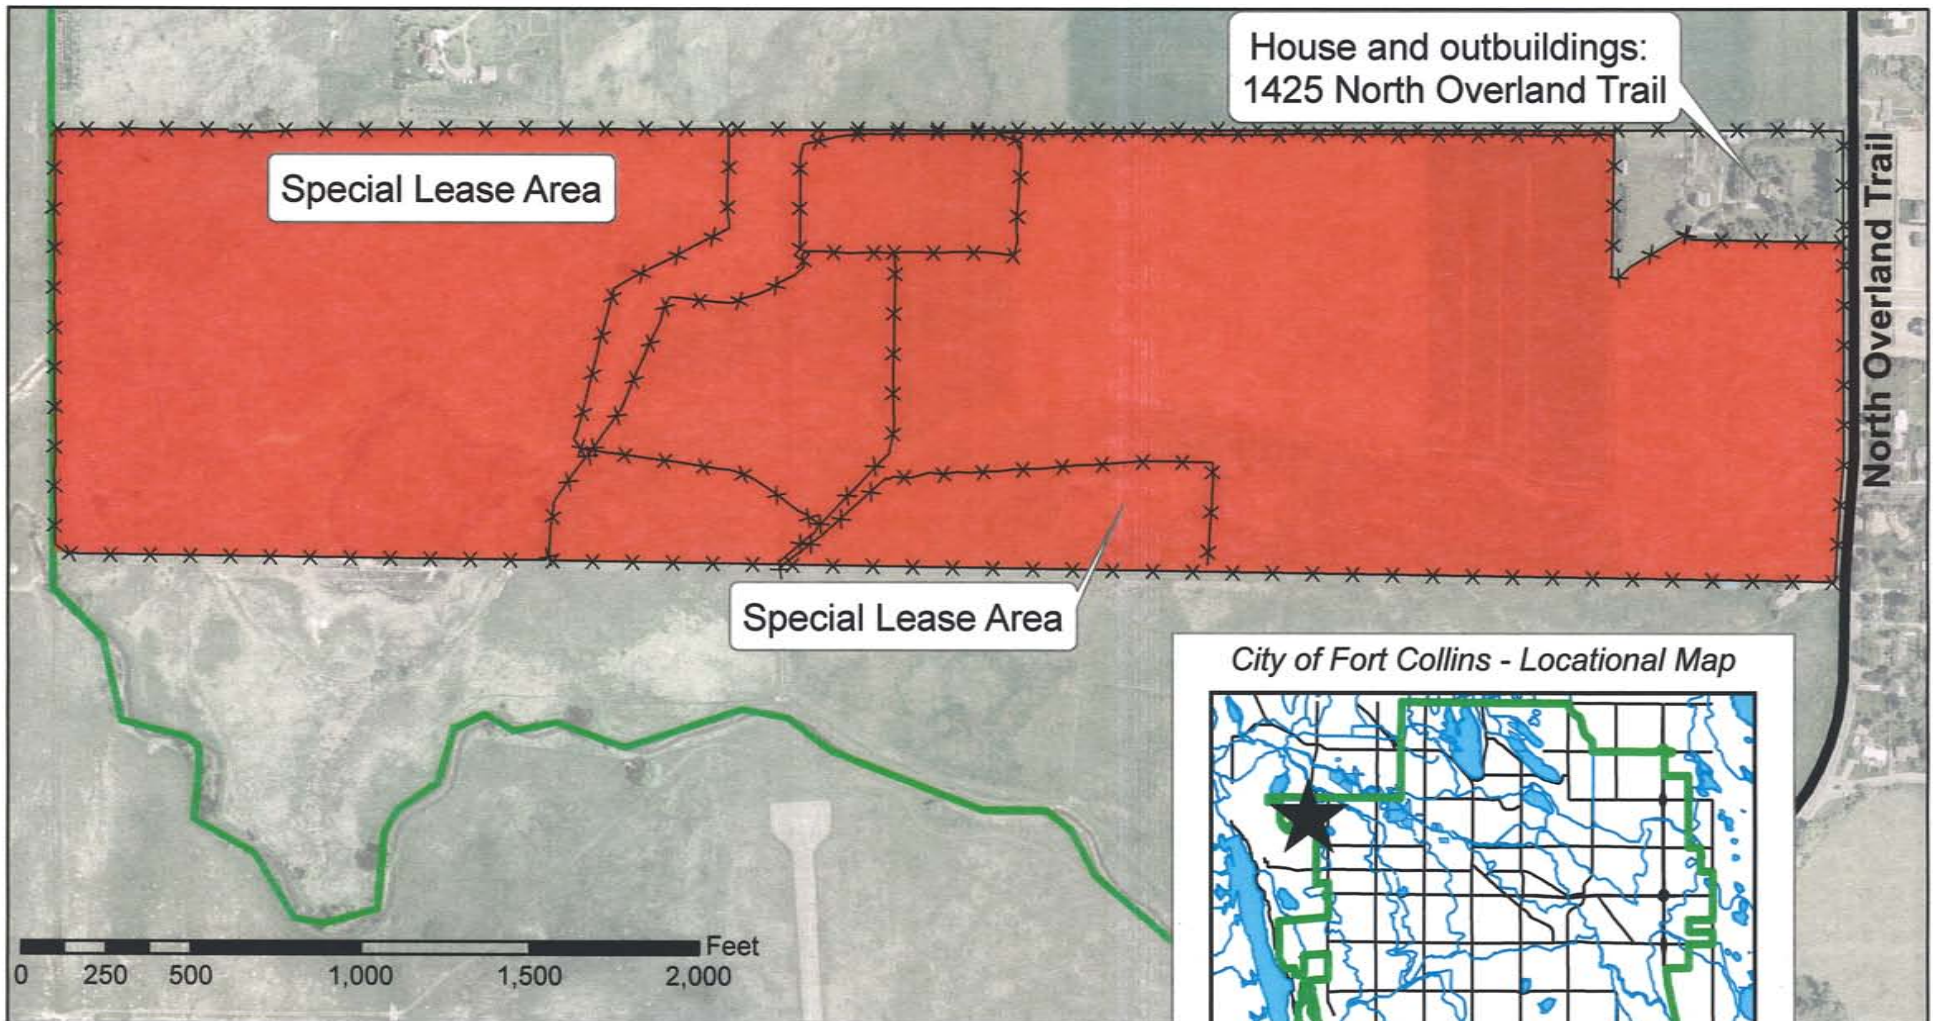 House and outbuildings:
1425 North Overland Trail
Special Lease Area
North Overland Trail
Special Lease Area
City of Fort Collins - Locational Map
Feet
0 250 500 1,000 1,500 2,000